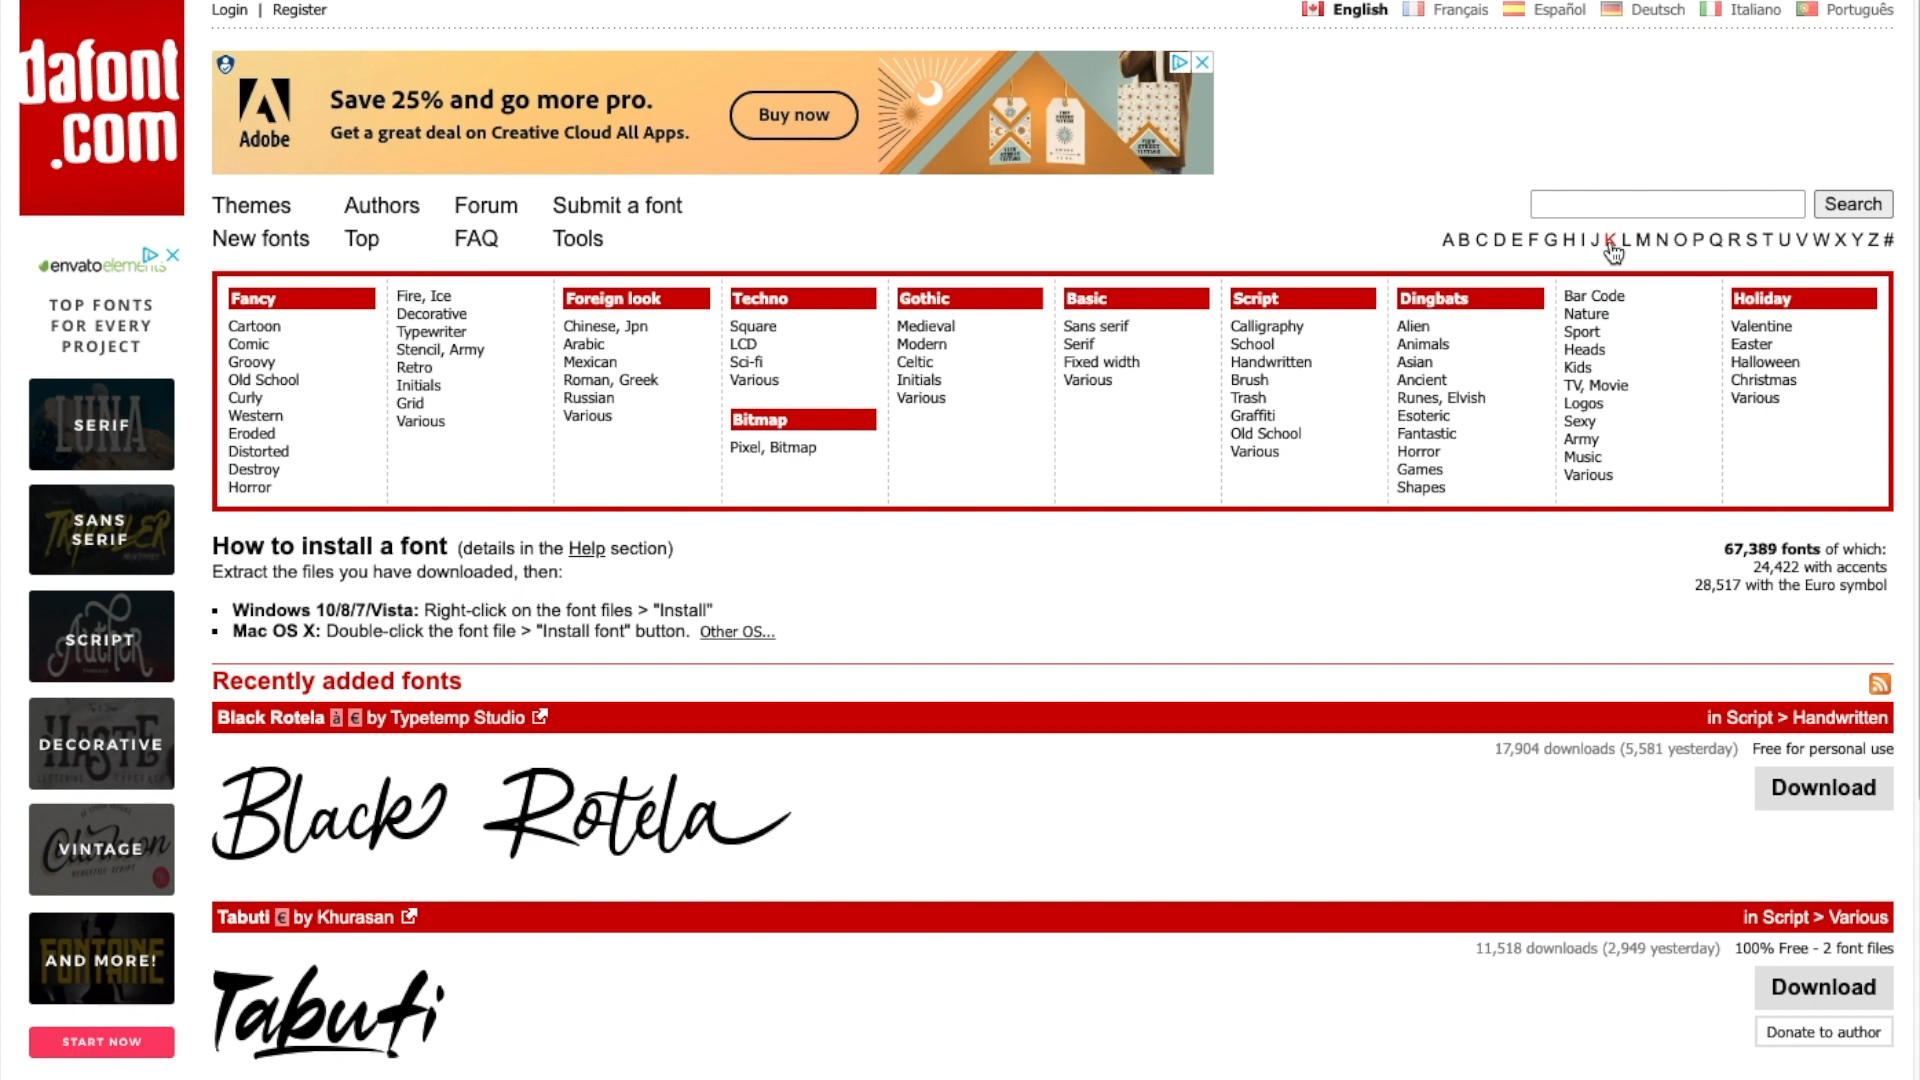 Login | Register
English Français Español Deutsch Italiano Português
dafont
.com
Adobe
Save 25% and go more pro.
Get a great deal on Creative Cloud All Apps.
Buy now
Themes Authors Forum Submit a font
New fonts Top FAQ Tools
Search
A B C D E F G H I J K L M N O P Q R S T U V W X Y Z #
envatoelements
TOP FONTS
FOR EVERY
PROJECT
SERIF
SANS
SERIF
SCRIPT
DECORATIVE
VINTAGE
AND MORE!
START NOW
Fancy
Cartoon
Comic
Groovy
Old School
Curly
Western
Eroded
Distorted
Destroy
Horror
Fire, Ice
Decorative
Typewriter
Stencil, Army
Retro
Initials
Grid
Various
Foreign look
Chinese, Jpn
Arabic
Mexican
Roman, Greek
Russian
Various
Techno
Square
LCD
Sci-fi
Various
Bitmap
Pixel, Bitmap
Gothic
Medieval
Modern
Celtic
Initials
Various
Basic
Sans serif
Serif
Fixed width
Various
Script
Calligraphy
School
Handwritten
Brush
Trash
Graffiti
Old School
Various
Dingbats
Alien
Animals
Asian
Ancient
Runes, Elvish
Esoteric
Fantastic
Horror
Games
Shapes
Bar Code
Nature
Sport
Heads
Kids
TV, Movie
Logos
Sexy
Army
Music
Various
Holiday
Valentine
Easter
Halloween
Christmas
Various
How to install a font (details in the Help section)
Extract the files you have downloaded, then:
Windows 10/8/7/Vista: Right-click on the font files > "Install"
Mac OS X: Double-click the font file > "Install font" button. Other OS...
67,389 fonts of which:
24,422 with accents
28,517 with the Euro symbol
Recently added fonts
Black Rotela à € by Typetemp Studio in Script > Handwritten
17,904 downloads (5,581 yesterday) Free for personal use
Download
Black Rotela
Tabuti € by Khurasan in Script > Various
11,518 downloads (2,949 yesterday) 100% Free - 2 font files
Download
Donate to author
Tabuti